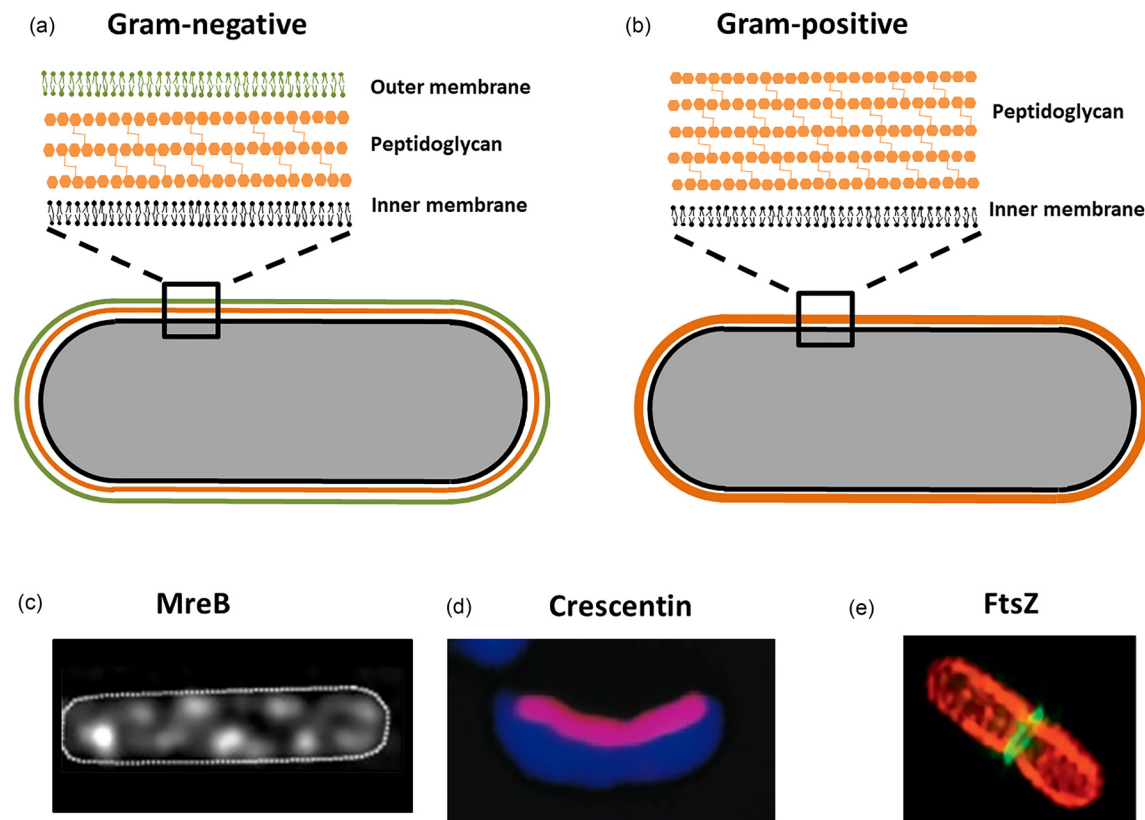 (a) Gram-negative
Outer membrane
Peptidoglycan
Inner membrane
(b) Gram-positive
Peptidoglycan
Inner membrane
(c) MreB
(d) Crescentin
(e) FtsZ